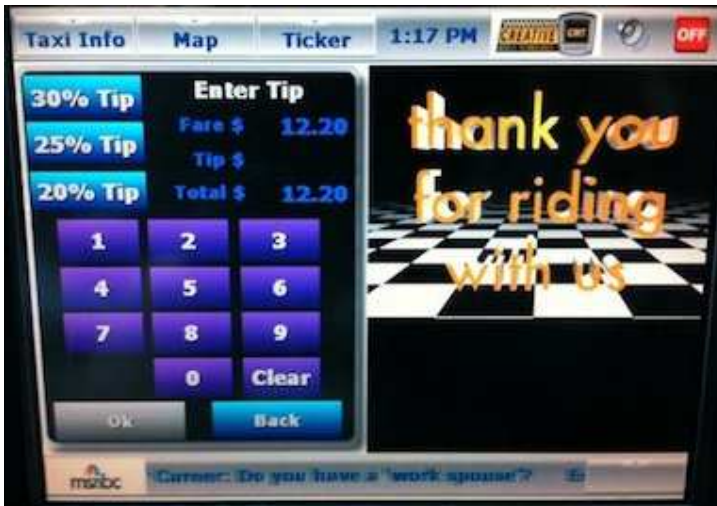 Taxi Info Map Ticker 1:17 PM CREATIVE CMT OFF
30% Tip
25% Tip
20% Tip
Enter Tip
Fare $ 12.20
Tip $
Total $ 12.20
1 2 3
4 5 6
7 8 9
0 Clear
Ok Back
thank you
for riding
with us
msnbc Corner: Do you have a "work spouse"?